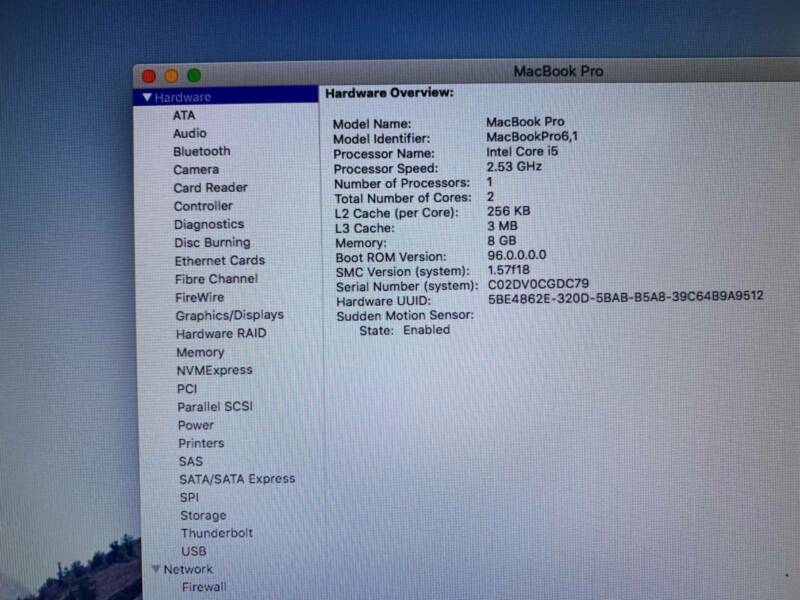 MacBook Pro
Hardware
ATA
Audio
Bluetooth
Camera
Card Reader
Controller
Diagnostics
Disc Burning
Ethernet Cards
Fibre Channel
FireWire
Graphics/Displays
Hardware RAID
Memory
NVMExpress
PCI
Parallel SCSI
Power
Printers
SAS
SATA/SATA Express
SPI
Storage
Thunderbolt
USB
Network
Firewall
Hardware Overview:
Model Name: MacBook Pro
Model Identifier: MacBookPro6,1
Processor Name: Intel Core i5
Processor Speed: 2.53 GHz
Number of Processors: 1
Total Number of Cores: 2
L2 Cache (per Core): 256 KB
L3 Cache: 3 MB
Memory: 8 GB
Boot ROM Version: 96.0.0.0.0
SMC Version (system): 1.57f18
Serial Number (system): C02DV0CGDC79
Hardware UUID: 5BE4862E-320D-5BAB-B5A8-39C64B9A9512
Sudden Motion Sensor:
State: Enabled